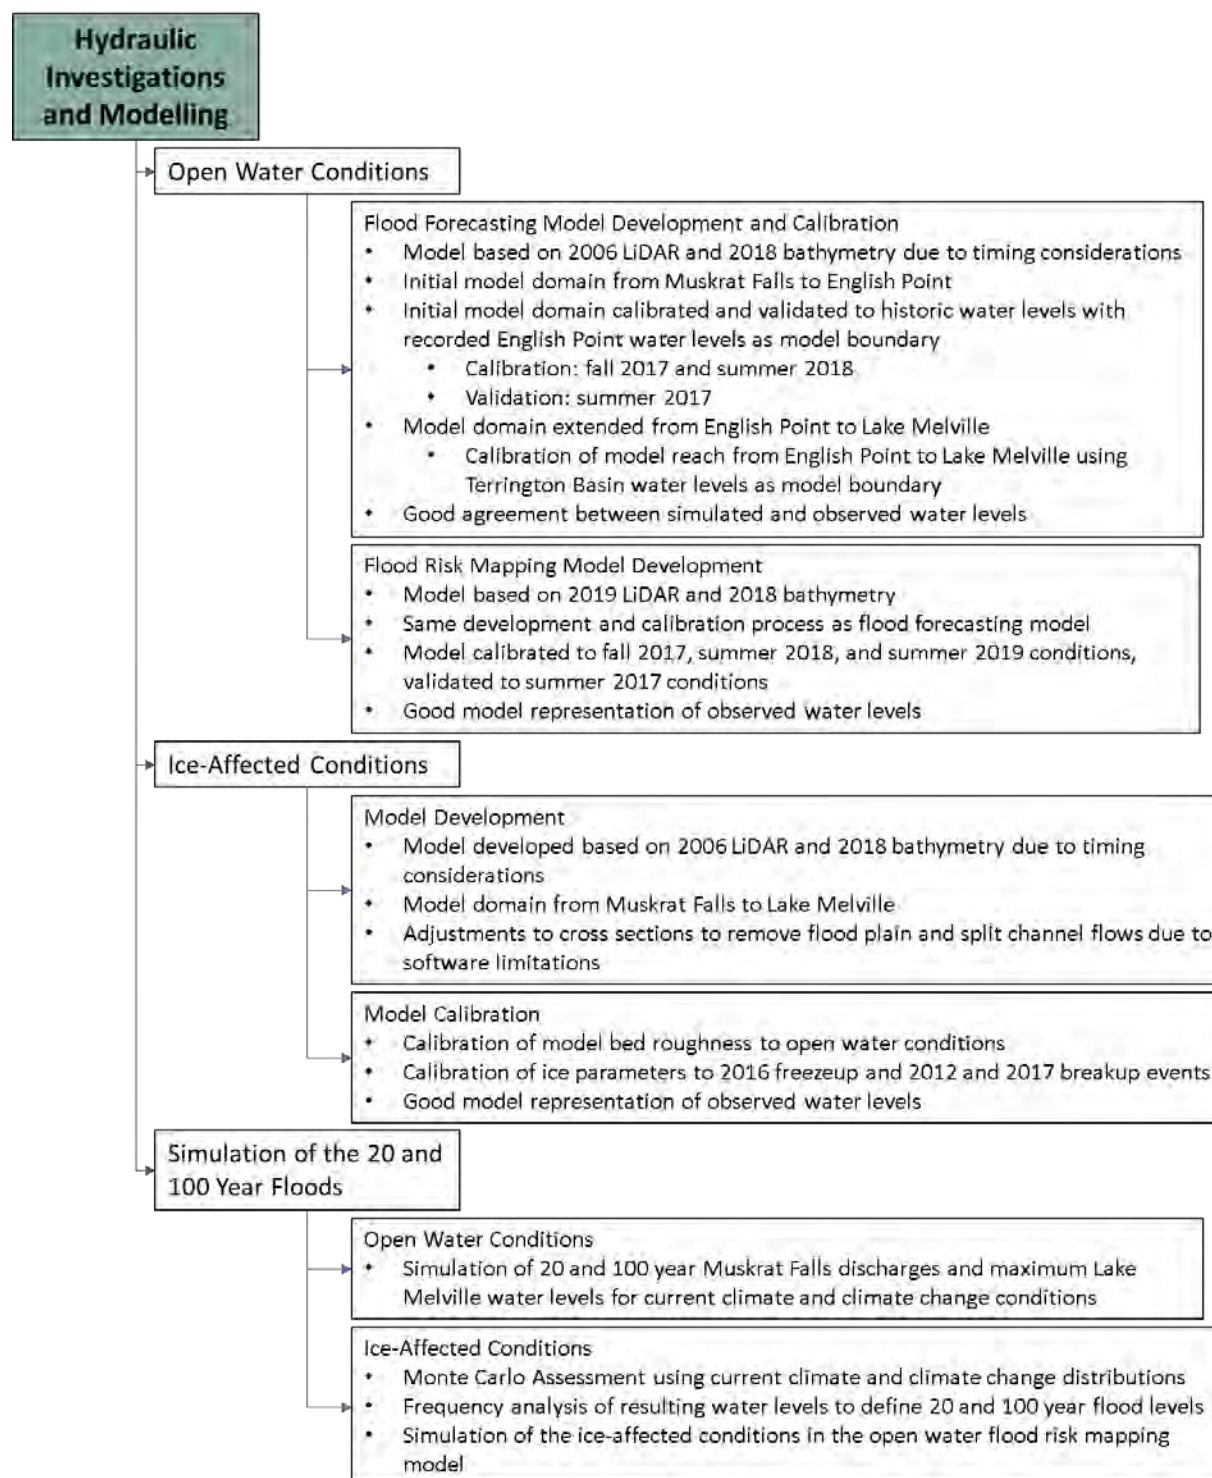 Hydraulic
Investigations
and Modelling
Open Water Conditions
Flood Forecasting Model Development and Calibration
• Model based on 2006 LiDAR and 2018 bathymetry due to timing considerations
• Initial model domain from Muskrat Falls to English Point
• Initial model domain calibrated and validated to historic water levels with
recorded English Point water levels as model boundary
• Calibration: fall 2017 and summer 2018
• Validation: summer 2017
• Model domain extended from English Point to Lake Melville
• Calibration of model reach from English Point to Lake Melville using
Terrington Basin water levels as model boundary
• Good agreement between simulated and observed water levels
Flood Risk Mapping Model Development
• Model based on 2019 LiDAR and 2018 bathymetry
• Same development and calibration process as flood forecasting model
• Model calibrated to fall 2017, summer 2018, and summer 2019 conditions,
validated to summer 2017 conditions
• Good model representation of observed water levels
Ice-Affected Conditions
Model Development
• Model developed based on 2006 LiDAR and 2018 bathymetry due to timing
considerations
• Model domain from Muskrat Falls to Lake Melville
• Adjustments to cross sections to remove flood plain and split channel flows due to
software limitations
Model Calibration
• Calibration of model bed roughness to open water conditions
• Calibration of ice parameters to 2016 freezeup and 2012 and 2017 breakup events
• Good model representation of observed water levels
Simulation of the 20 and
100 Year Floods
Open Water Conditions
• Simulation of 20 and 100 year Muskrat Falls discharges and maximum Lake
Melville water levels for current climate and climate change conditions
Ice-Affected Conditions
• Monte Carlo Assessment using current climate and climate change distributions
• Frequency analysis of resulting water levels to define 20 and 100 year flood levels
• Simulation of the ice-affected conditions in the open water flood risk mapping
model